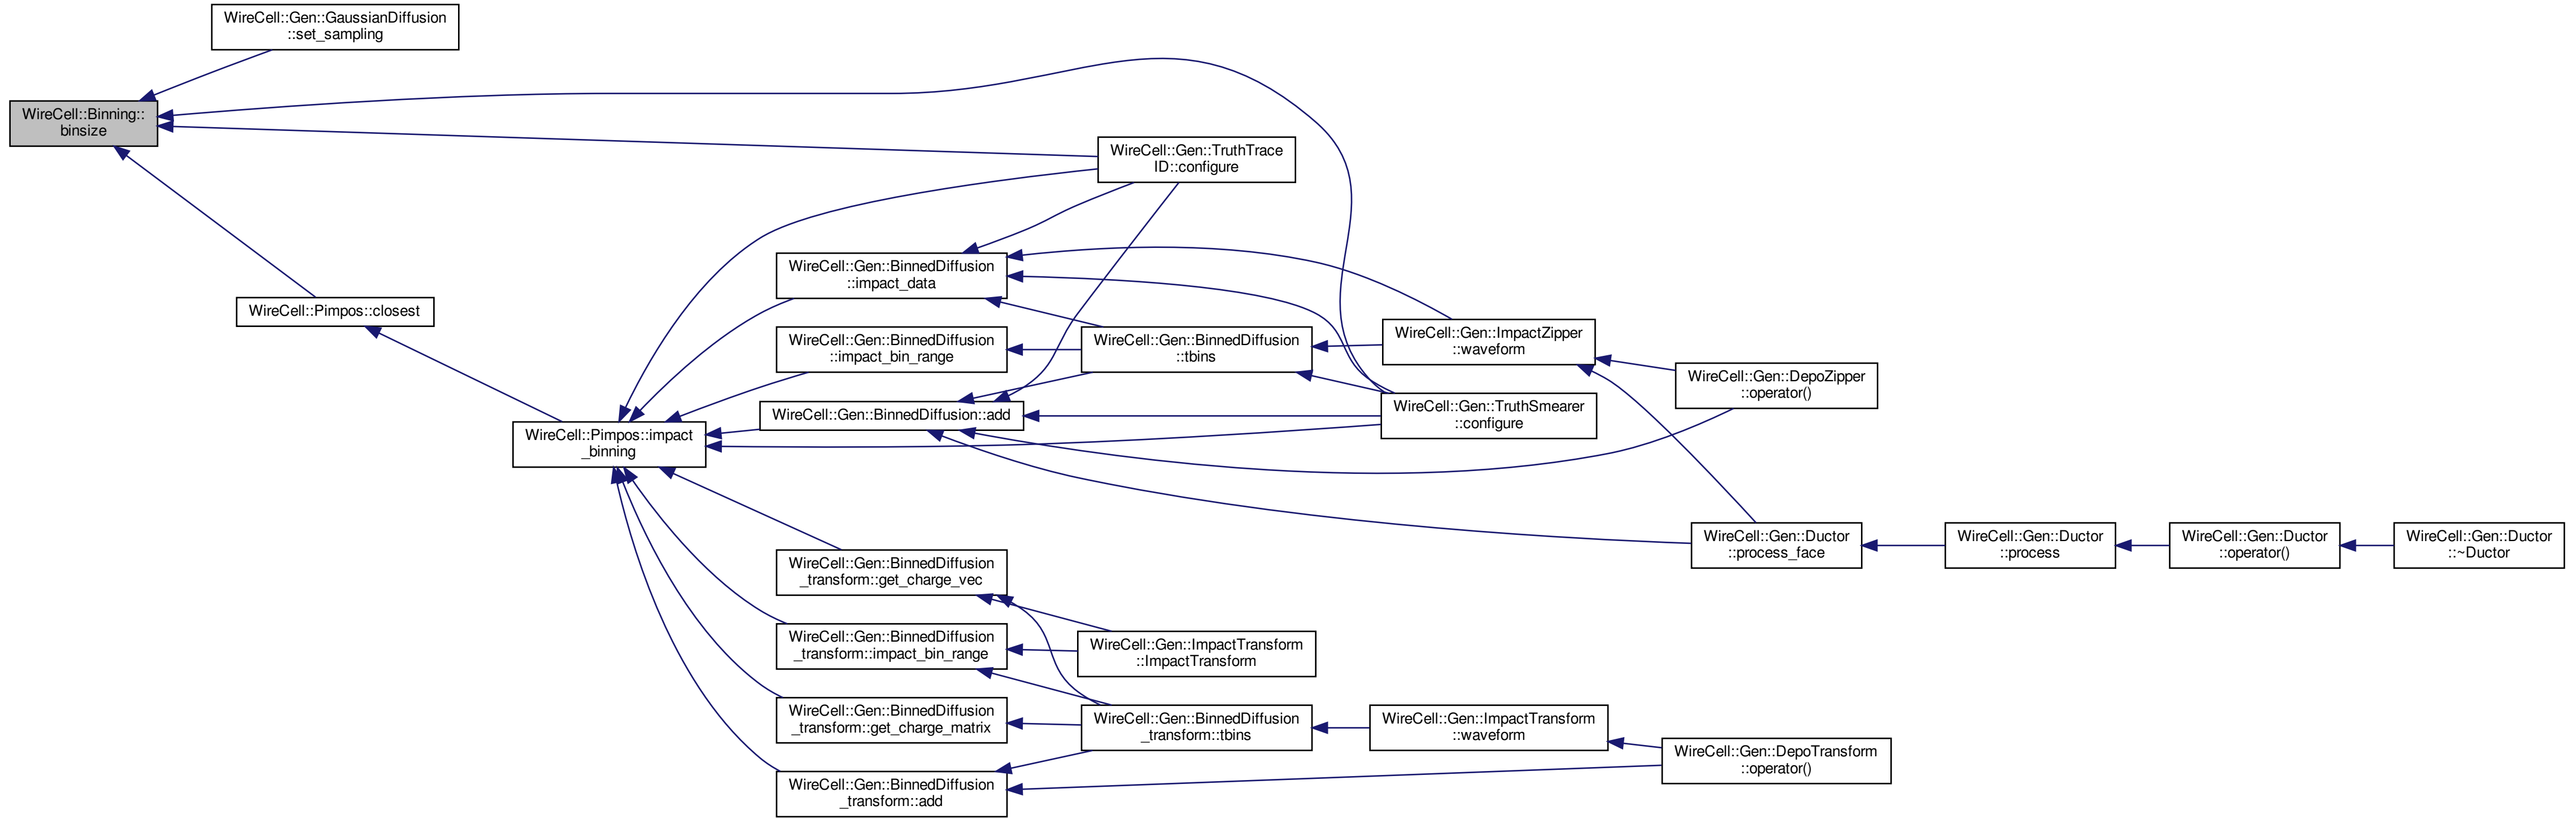 WireCell::Gen::GaussianDiffusion
::set_sampling
WireCell::Binning::
binsize
WireCell::Gen::TruthTrace
ID::configure
WireCell::Gen::BinnedDiffusion
::impact_data
WireCell::Pimpos::closest
WireCell::Gen::BinnedDiffusion
::impact_bin_range
WireCell::Gen::BinnedDiffusion
::tbins
WireCell::Gen::ImpactZipper
::waveform
WireCell::Gen::DepoZipper
::operator()
WireCell::Pimpos::impact
_binning
WireCell::Gen::BinnedDiffusion::add
WireCell::Gen::TruthSmearer
::configure
WireCell::Gen::Ductor
::process_face
WireCell::Gen::Ductor
::process
WireCell::Gen::Ductor
::operator()
WireCell::Gen::Ductor
::~Ductor
WireCell::Gen::BinnedDiffusion
_transform::get_charge_vec
WireCell::Gen::BinnedDiffusion
_transform::impact_bin_range
WireCell::Gen::ImpactTransform
::ImpactTransform
WireCell::Gen::BinnedDiffusion
_transform::get_charge_matrix
WireCell::Gen::BinnedDiffusion
_transform::tbins
WireCell::Gen::ImpactTransform
::waveform
WireCell::Gen::DepoTransform
::operator()
WireCell::Gen::BinnedDiffusion
_transform::add